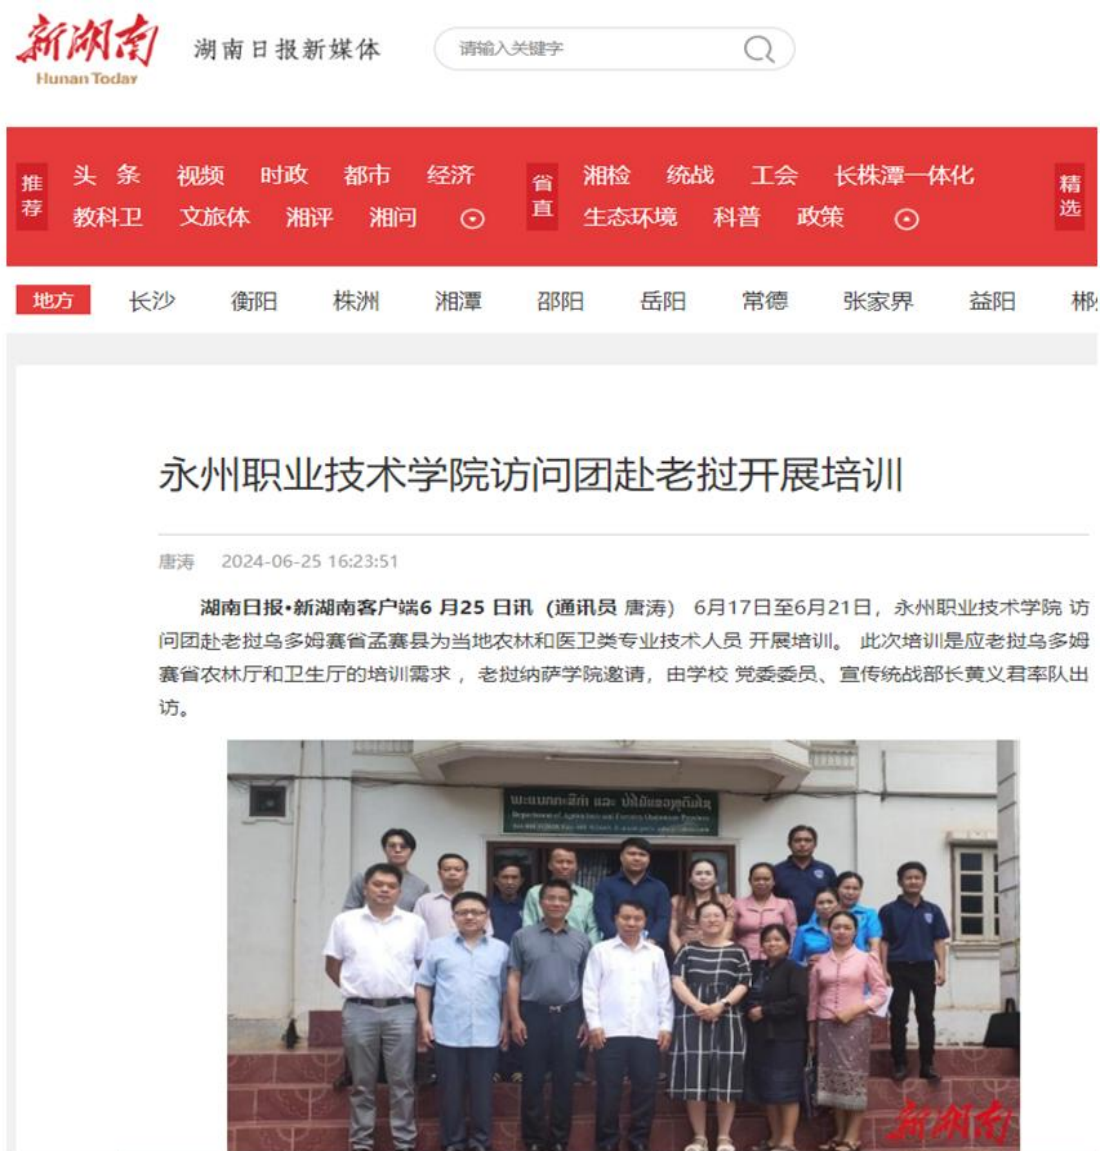 新湖南
Hunan Today
湖南日报新媒体
请输入关键字
推荐
头 条 视频 时政 都市 经济
教科卫 文旅体 湘评 湘问
省直
湘检 统战 工会 长株潭一体化
生态环境 科普 政策
精选
地方 长沙 衡阳 株洲 湘潭 邵阳 岳阳 常德 张家界 益阳
永州职业技术学院访问团赴老挝开展培训
唐涛 2024-06-25 16:23:51
湖南日报•新湖南客户端6 月25 日讯（通讯员 唐涛） 6月17日至6月21日，永州职业技术学院 访
问团赴老挝乌多姆赛省孟赛县为当地农林和医卫类专业技术人员 开展培训。 此次培训是应老挝乌多姆
赛省农林厅和卫生厅的培训需求 ，老挝纳萨学院邀请，由学校 党委委员、宣传统战部长黄义君率队出
访。
新湖南